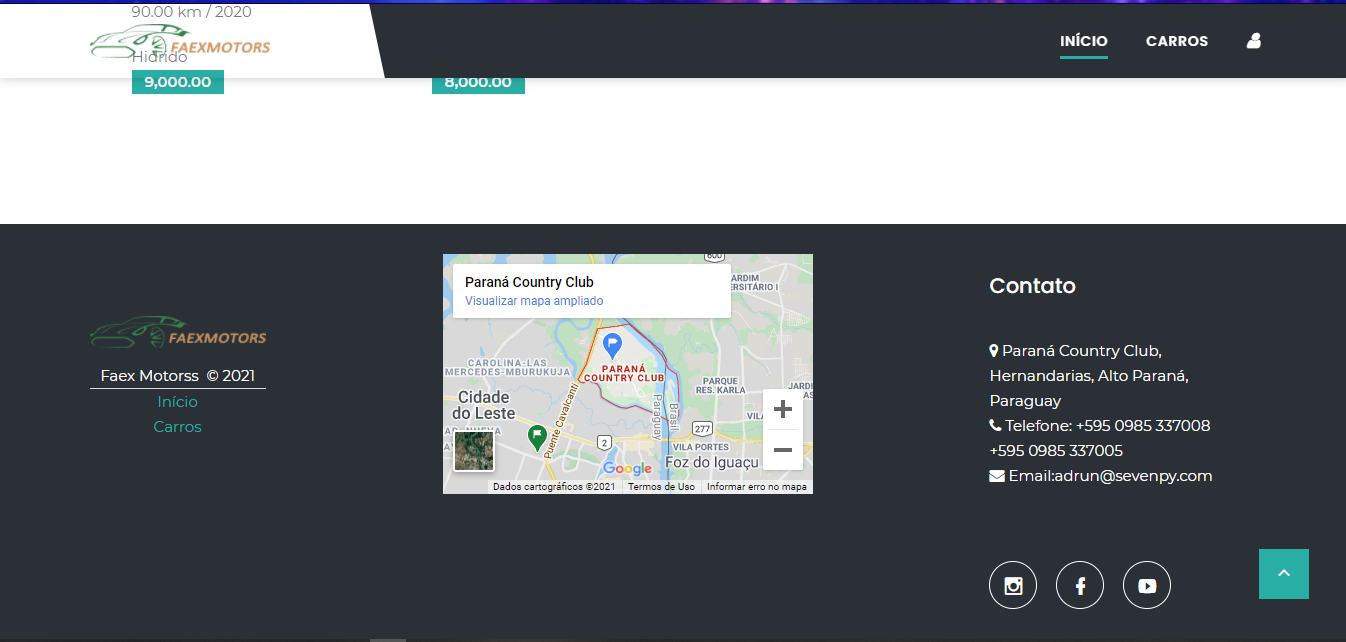 90.00 km / 2020
FAEXMOTORS
Hibrido
INÍCIO
CARROS
9,000.00
8,000.00
FAEXMOTORS
Faex Motorss © 2021
Início
Carros
Paraná Country Club
Visualizar mapa ampliado
600
JARDIM
ERSITÁRIO I
CAROLINA-LAS
MERCEDES-MBURUKUJA
PARANÁ
COUNTRY CLUB
PARQUE
RES. KARLA
JARDI
Cidade
do Leste
Puente Cavalcanti
Paraguay
Brasil
VILA
277
2
VILA PORTES
Foz do Iguaçu
Google
Dados cartográficos ©2021
Termos de Uso
Informar erro no mapa
Contato
Paraná Country Club,
Hernandarias, Alto Paraná,
Paraguay
Telefone: +595 0985 337008
+595 0985 337005
Email:adrun@sevenpy.com